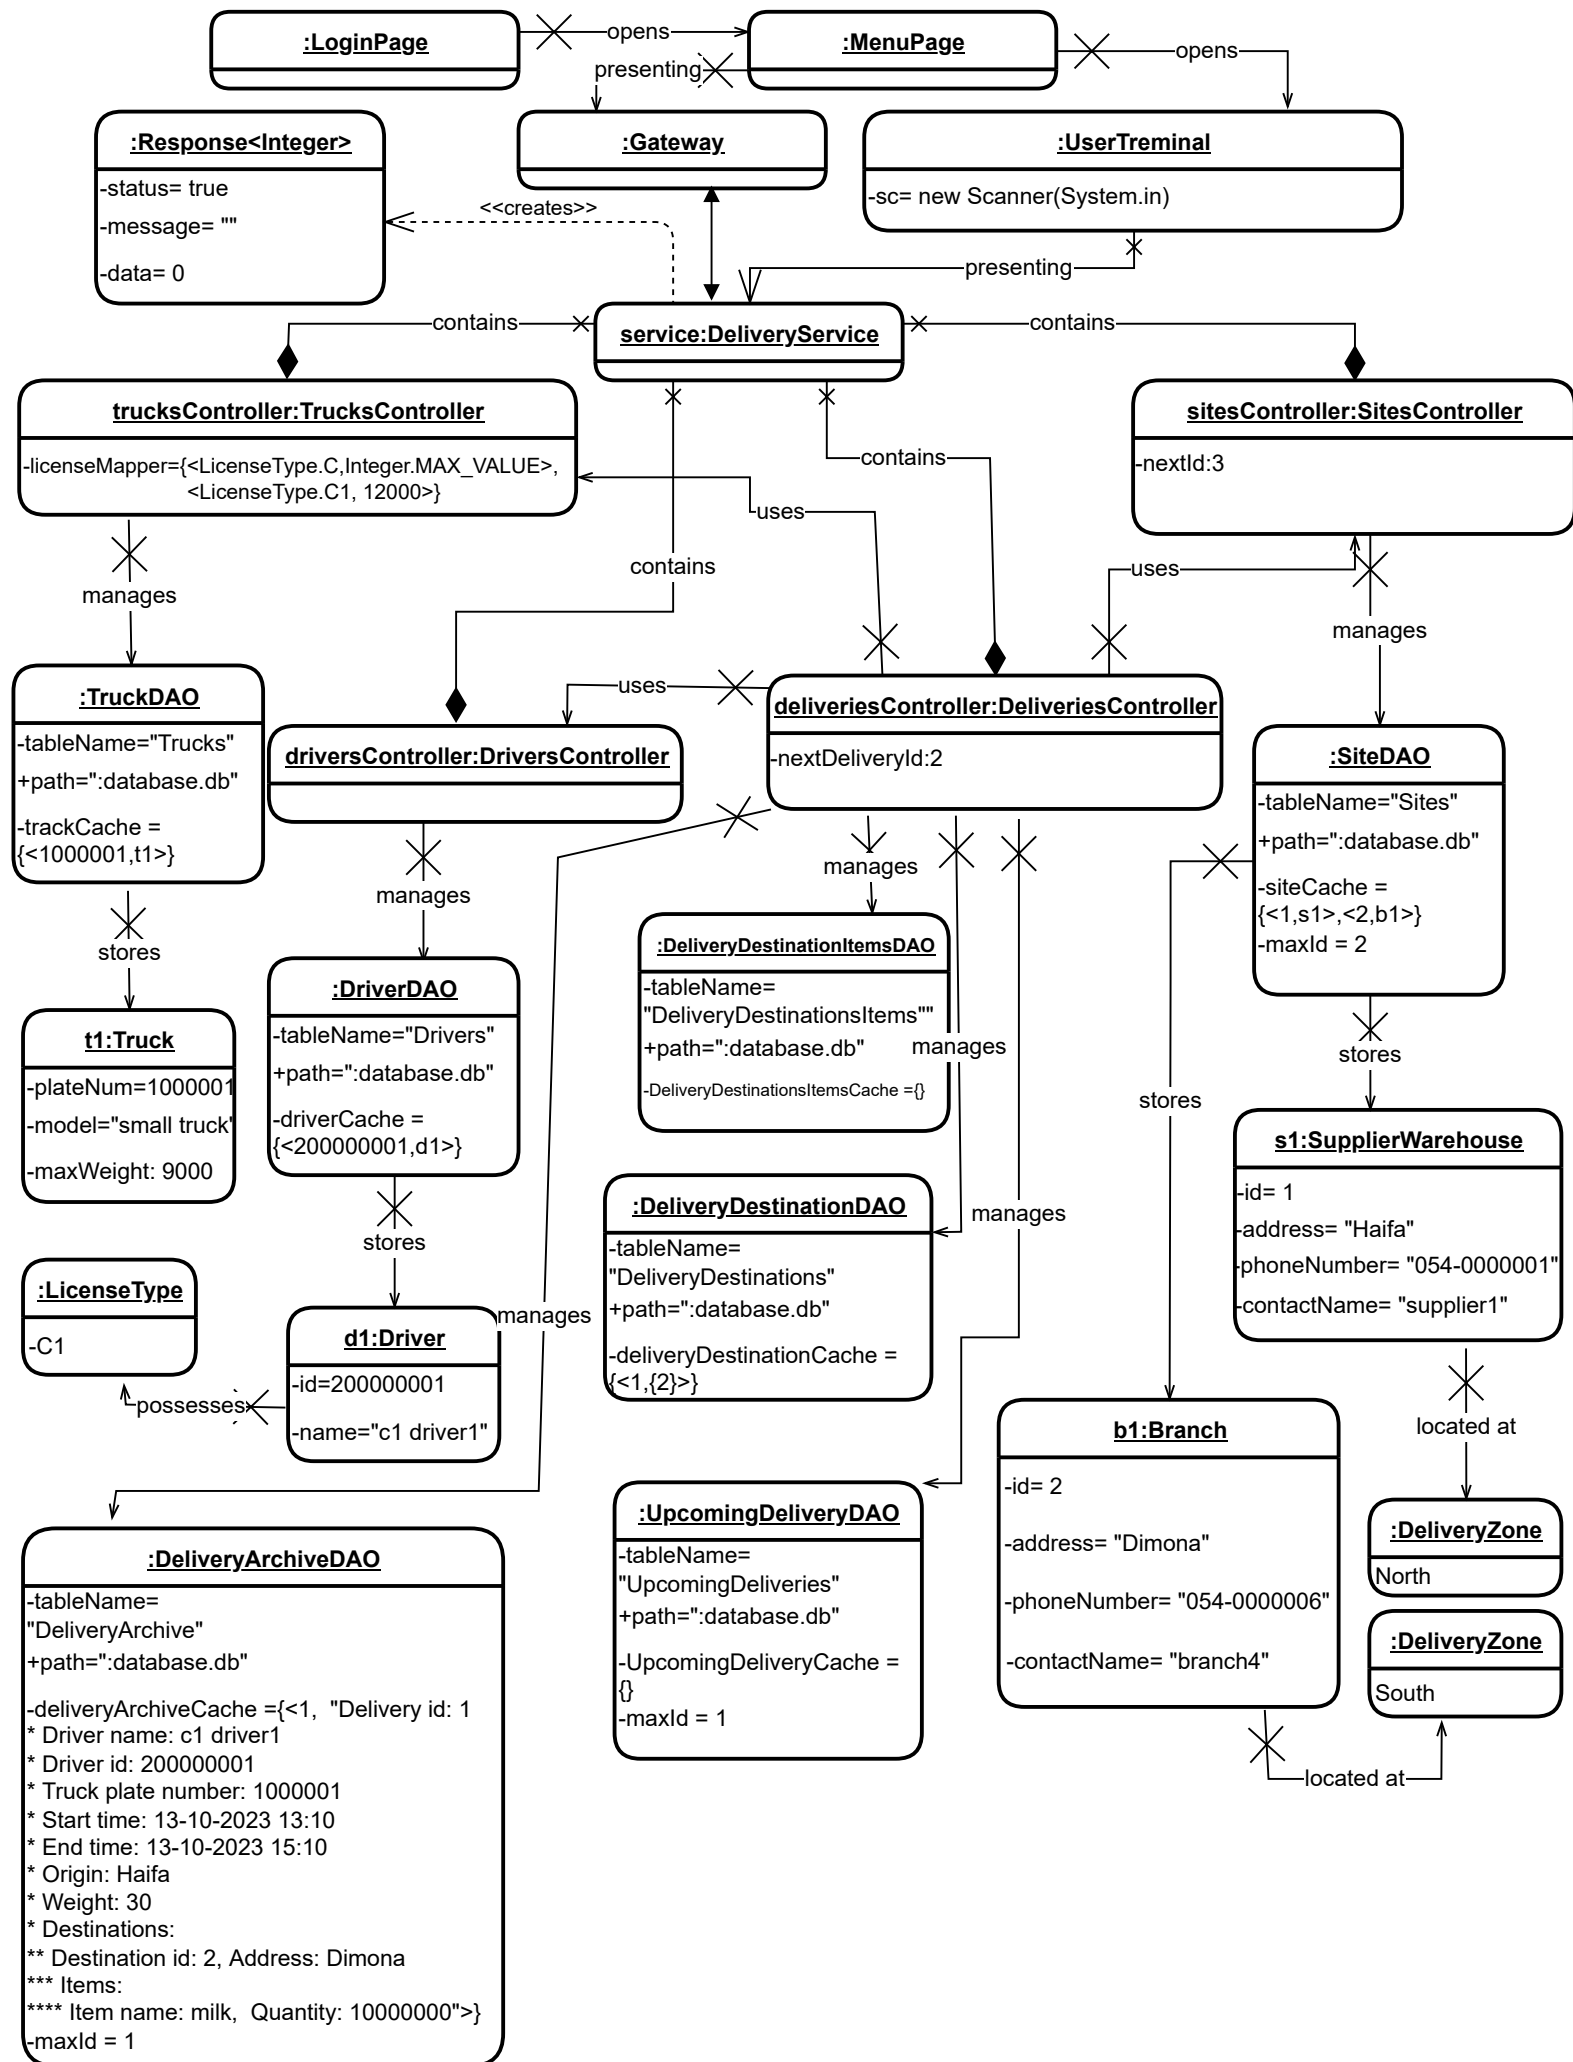 :LoginPage
opens
:MenuPage
opens
presenting
:Response<Integer>
-status= true
-message= ""
-data= 0
:Gateway
:UserTreminal
-sc= new Scanner(System.in)
<<creates>>
presenting
contains
service:DeliveryService
contains
trucksController:TrucksController
-licenseMapper={<LicenseType.C,Integer.MAX_VALUE>,
<LicenseType.C1, 12000>}
sitesController:SitesController
-nextId:3
contains
uses
contains
uses
manages
manages
:TruckDAO
-tableName="Trucks"
+path=":database.db"
-trackCache =
{<1000001,t1>}
uses
driversController:DriversController
deliveriesController:DeliveriesController
-nextDeliveryId:2
:SiteDAO
-tableName="Sites"
+path=":database.db"
-siteCache =
{<1,s1>,<2,b1>}
-maxId = 2
manages
manages
stores
:DriverDAO
-tableName="Drivers"
+path=":database.db"
-driverCache =
{<200000001,d1>}
:DeliveryDestinationItemsDAO
-tableName=
"DeliveryDestinationsItems""
+path=":database.db"
-DeliveryDestinationsItemsCache ={}
manages
t1:Truck
-plateNum=1000001
-model="small truck"
-maxWeight: 9000
stores
stores
s1:SupplierWarehouse
-id= 1
-address= "Haifa"
-phoneNumber= "054-0000001"
-contactName= "supplier1"
:DeliveryDestinationDAO
-tableName=
"DeliveryDestinations"
+path=":database.db"
-deliveryDestinationCache =
{<1,{2}>}
manages
stores
:LicenseType
-C1
possesses
d1:Driver
-id=200000001
-name="c1 driver1"
manages
b1:Branch
-id= 2
-address= "Dimona"
-phoneNumber= "054-0000006"
-contactName= "branch4"
located at
:DeliveryZone
North
:DeliveryZone
South
located at
:UpcomingDeliveryDAO
-tableName=
"UpcomingDeliveries"
+path=":database.db"
-UpcomingDeliveryCache =
{}
-maxId = 1
:DeliveryArchiveDAO
-tableName=
"DeliveryArchive"
+path=":database.db"
-deliveryArchiveCache ={<1,  "Delivery id: 1
* Driver name: c1 driver1
* Driver id: 200000001
* Truck plate number: 1000001
* Start time: 13-10-2023 13:10
* End time: 13-10-2023 15:10
* Origin: Haifa
* Weight: 30
* Destinations:
** Destination id: 2, Address: Dimona
*** Items:
**** Item name: milk,  Quantity: 10000000">}
-maxId = 1